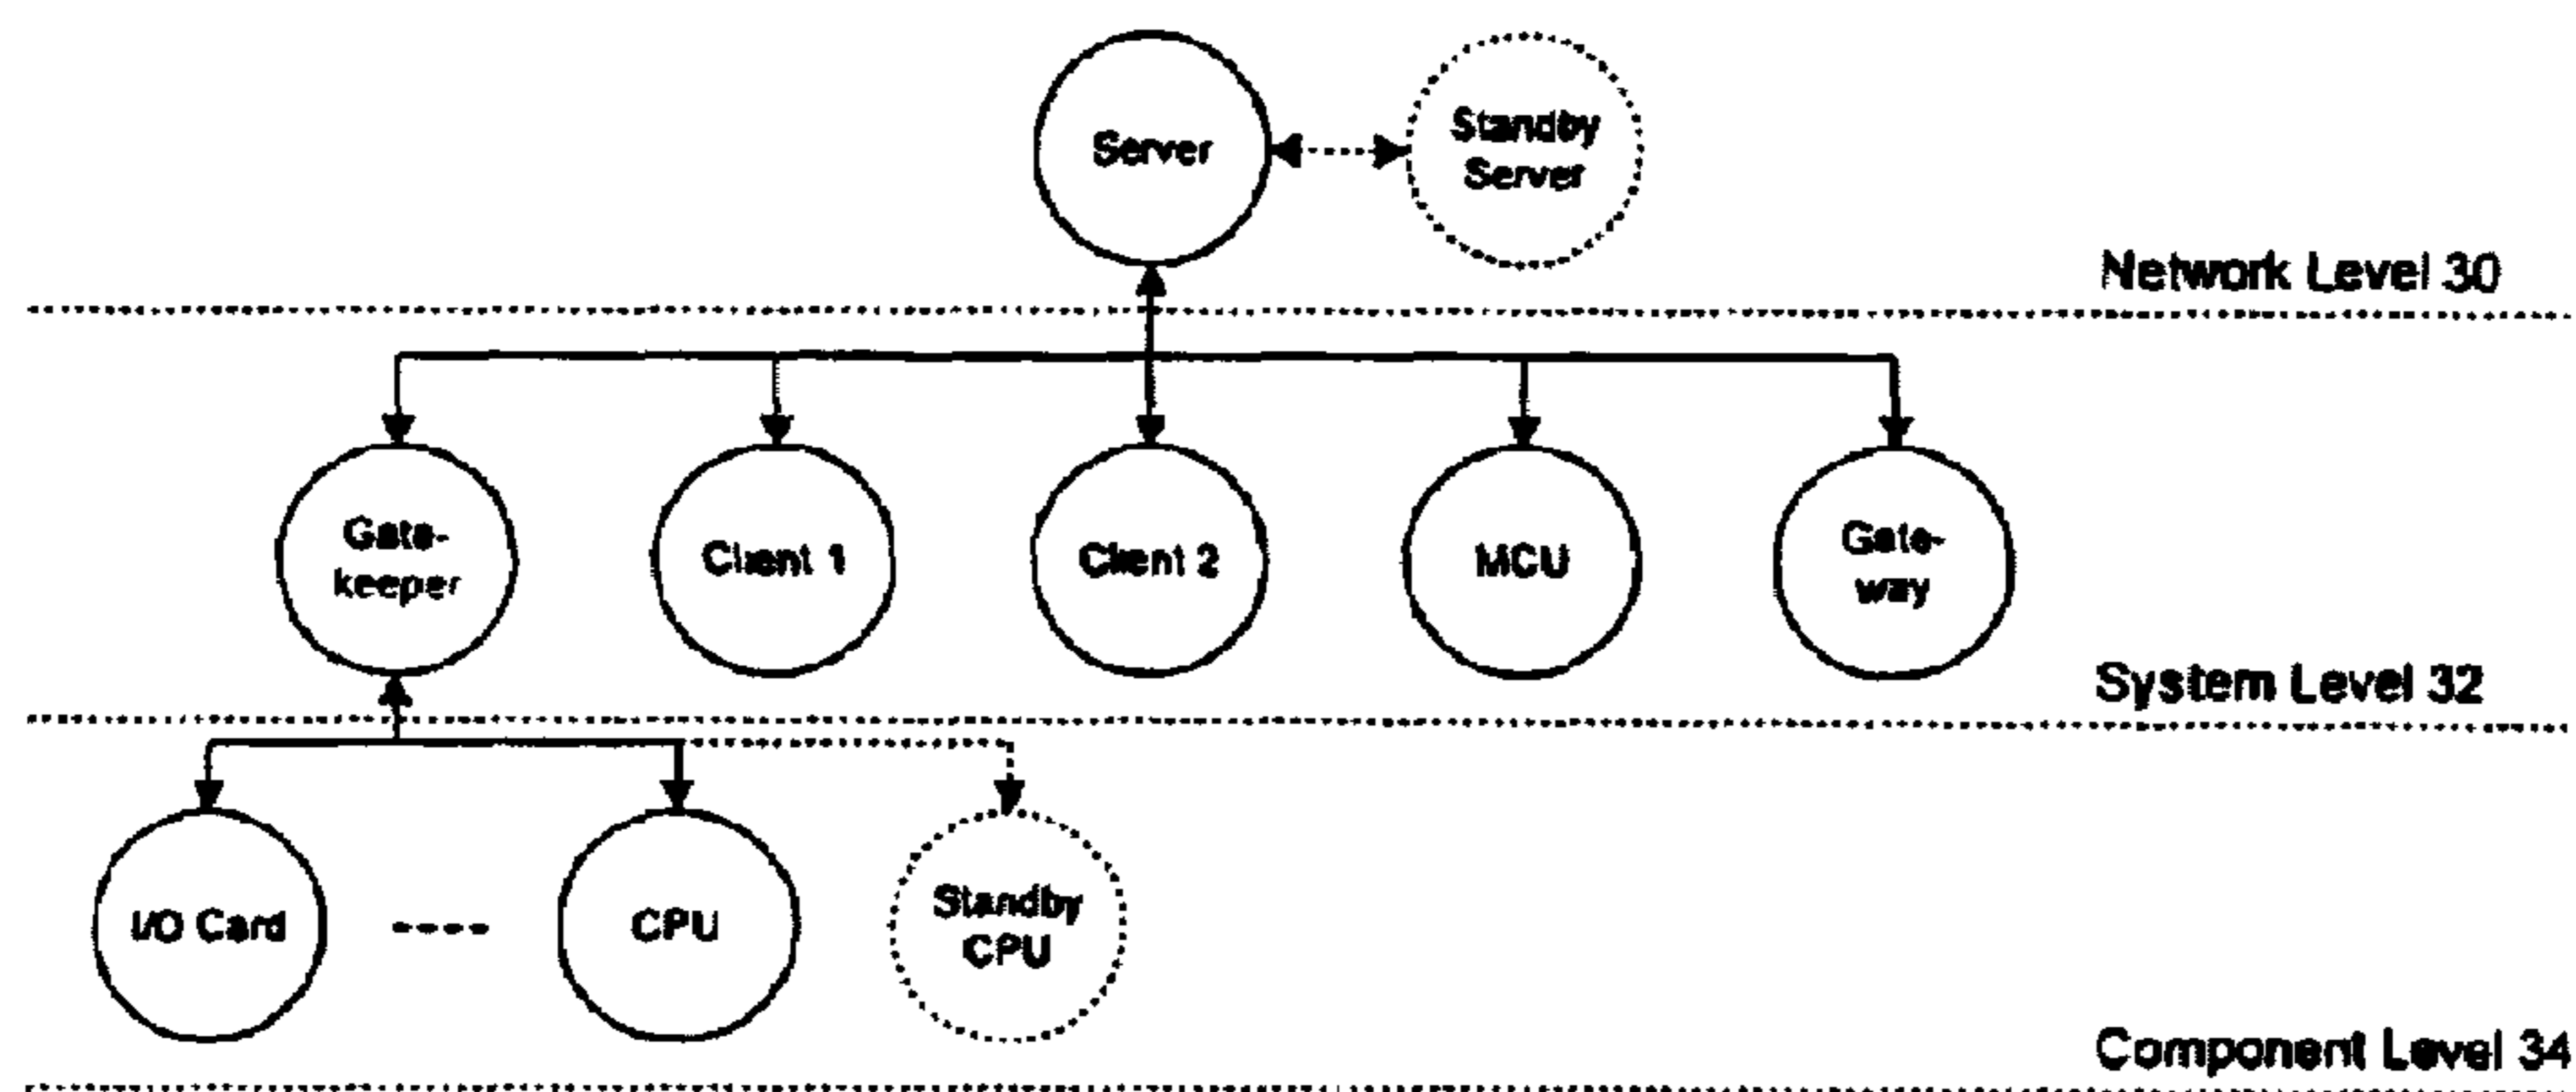 Server
Standby
Server
Network Level 30
Gate-
keeper
Client 1
Client 2
MCU
Gate-
way
System Level 32
I/O Card
CPU
Standby
CPU
Component Level 34